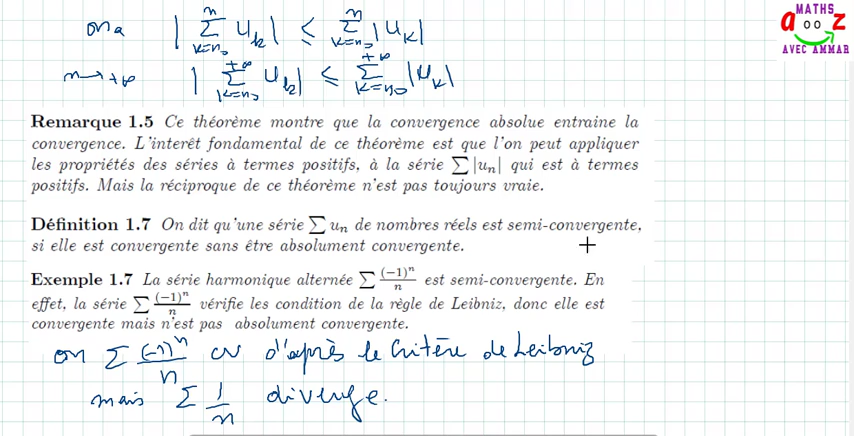 MATHS
a oo z
AVEC AMMAR
on a | ∑_{k=n₀}^{n} u_k | ≤ ∑_{k=n₀}^{n} |u_k|
n → +∞ | ∑_{k=n₀}^{+∞} u_k | ≤ ∑_{k=n₀}^{+∞} |u_k|
Remarque 1.5 Ce théorème montre que la convergence absolue entraine la
convergence. L'interêt fondamental de ce théorème est que l'on peut appliquer
les propriétés des séries à termes positifs, à la série ∑ |uₙ| qui est à termes
positifs. Mais la réciproque de ce théorème n'est pas toujours vraie.
Définition 1.7 On dit qu'une série ∑ uₙ de nombres réels est semi-convergente,
si elle est convergente sans être absolument convergente.
Exemple 1.7 La série harmonique alternée ∑ (-1)ⁿ/n est semi-convergente. En
effet, la série ∑ (-1)ⁿ/n vérifie les condition de la règle de Leibniz, donc elle est
convergente mais n'est pas absolument convergente.
on ∑ (-1)ⁿ/n cv d'après le critère de Leibniz
mais ∑ 1/n diverge.